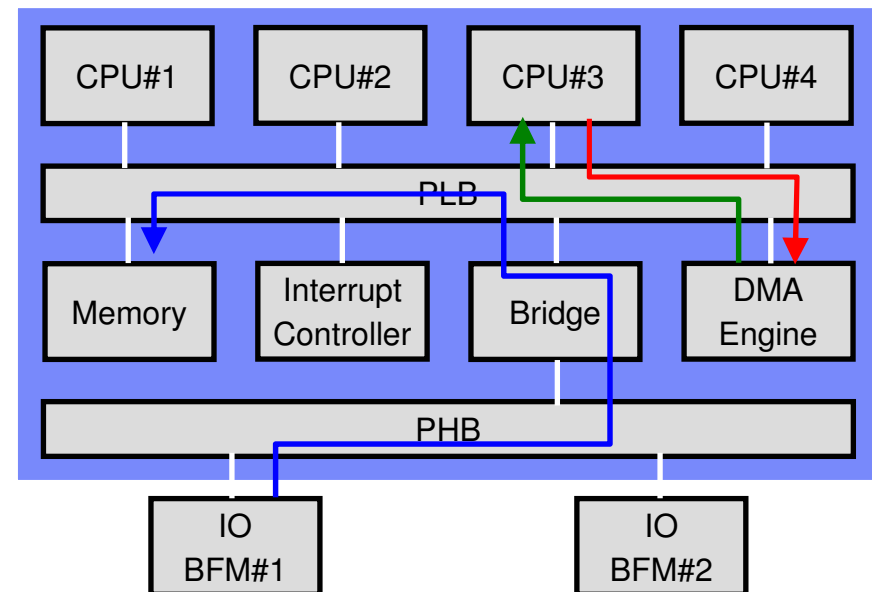 CPU#1
CPU#2
CPU#3
CPU#4
PLB
Memory
Interrupt
Controller
Bridge
DMA
Engine
PHB
IO
BFM#1
IO
BFM#2